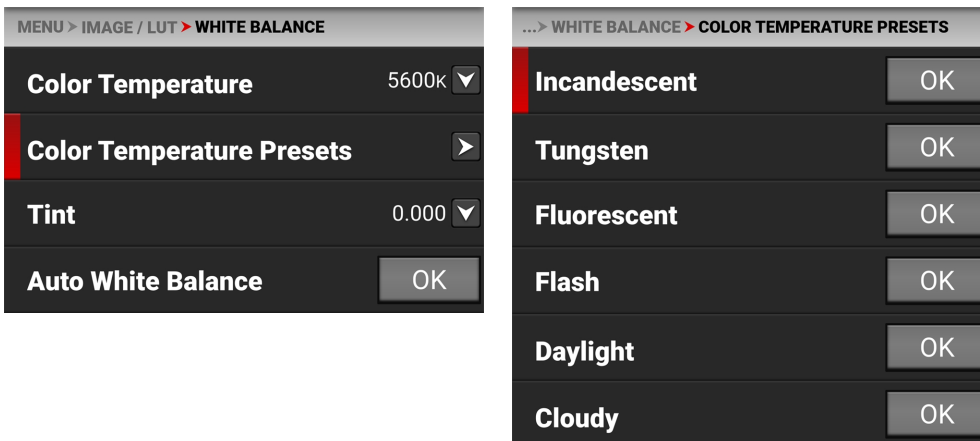 MENU > IMAGE / LUT > WHITE BALANCE
Color Temperature 5600K
Color Temperature Presets
Tint 0.000
Auto White Balance OK
...> WHITE BALANCE > COLOR TEMPERATURE PRESETS
Incandescent OK
Tungsten OK
Fluorescent OK
Flash OK
Daylight OK
Cloudy OK